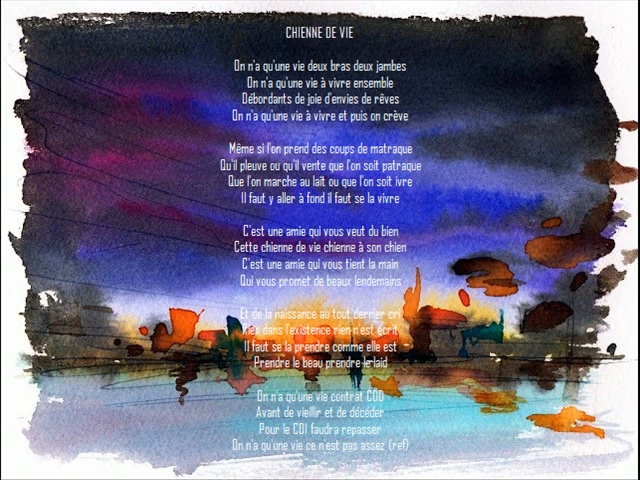 CHIENNE DE VIE
On n'a qu'une vie deux bras deux jambes
On n'a qu'une vie à vivre ensemble
Débordants de joie d'envies de rêves
On n'a qu'une vie à vivre et puis on crève
Même si l'on prend des coups de matraque
Qu'il pleuve ou qu'il vente que l'on soit patraque
Que l'on marche au lait ou que l'on soit ivre
Il faut y aller à fond il faut se la vivre
C'est une amie qui vous veut du bien
Cette chienne de vie chienne à son chien
C'est une amie qui vous tient la main
Qui vous promet de beaux lendemains
Et de la naissance au tout dernier cri
Rien dans l'existence rien n'est écrit
Il faut se la prendre comme elle est
Prendre le beau prendre le laid
On n'a qu'une vie contrat CDD
Avant de vieillir et de décéder
Pour le CDI faudra repasser
On n'a qu'une vie ce n'est pas assez (ref)